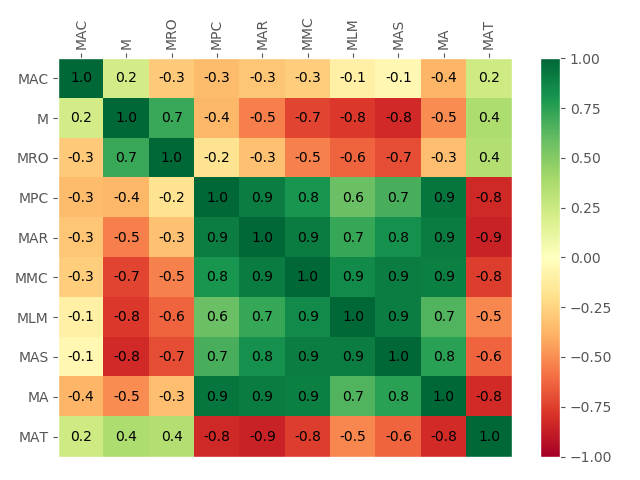 MAC M MRO MPC MAR MMC MLM MAS MA MAT
MAC 1.0 0.2 -0.3 -0.3 -0.3 -0.3 -0.1 -0.1 -0.4 0.2
M 0.2 1.0 0.7 -0.4 -0.5 -0.7 -0.8 -0.8 -0.5 0.4
MRO -0.3 0.7 1.0 -0.2 -0.3 -0.5 -0.6 -0.7 -0.3 0.4
MPC -0.3 -0.4 -0.2 1.0 0.9 0.8 0.6 0.7 0.9 -0.8
MAR -0.3 -0.5 -0.3 0.9 1.0 0.9 0.7 0.8 0.9 -0.9
MMC -0.3 -0.7 -0.5 0.8 0.9 1.0 0.9 0.9 0.9 -0.8
MLM -0.1 -0.8 -0.6 0.6 0.7 0.9 1.0 0.9 0.7 -0.5
MAS -0.1 -0.8 -0.7 0.7 0.8 0.9 0.9 1.0 0.8 -0.6
MA -0.4 -0.5 -0.3 0.9 0.9 0.9 0.7 0.8 1.0 -0.8
MAT 0.2 0.4 0.4 -0.8 -0.9 -0.8 -0.5 -0.6 -0.8 1.0
1.00
0.75
0.50
0.25
0.00
−0.25
−0.50
−0.75
−1.00